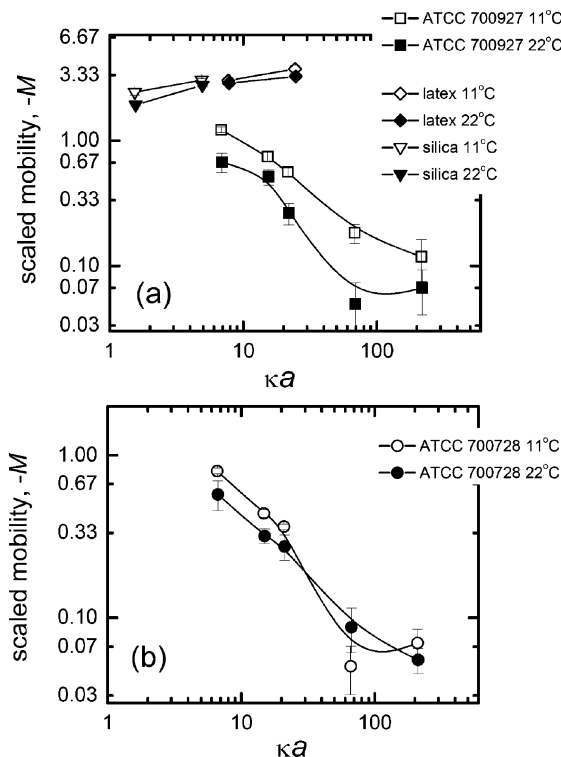 6.67
3.33
1.00
0.67
0.33
0.10
0.07
0.03
scaled mobility, -M
ATCC 700927 11°C
ATCC 700927 22°C
latex 11°C
latex 22°C
silica 11°C
silica 22°C
(a)
1 10 100
κa
1.00
0.67
0.33
0.10
0.07
0.03
scaled mobility, -M
ATCC 700728 11°C
ATCC 700728 22°C
(b)
1 10 100
κa